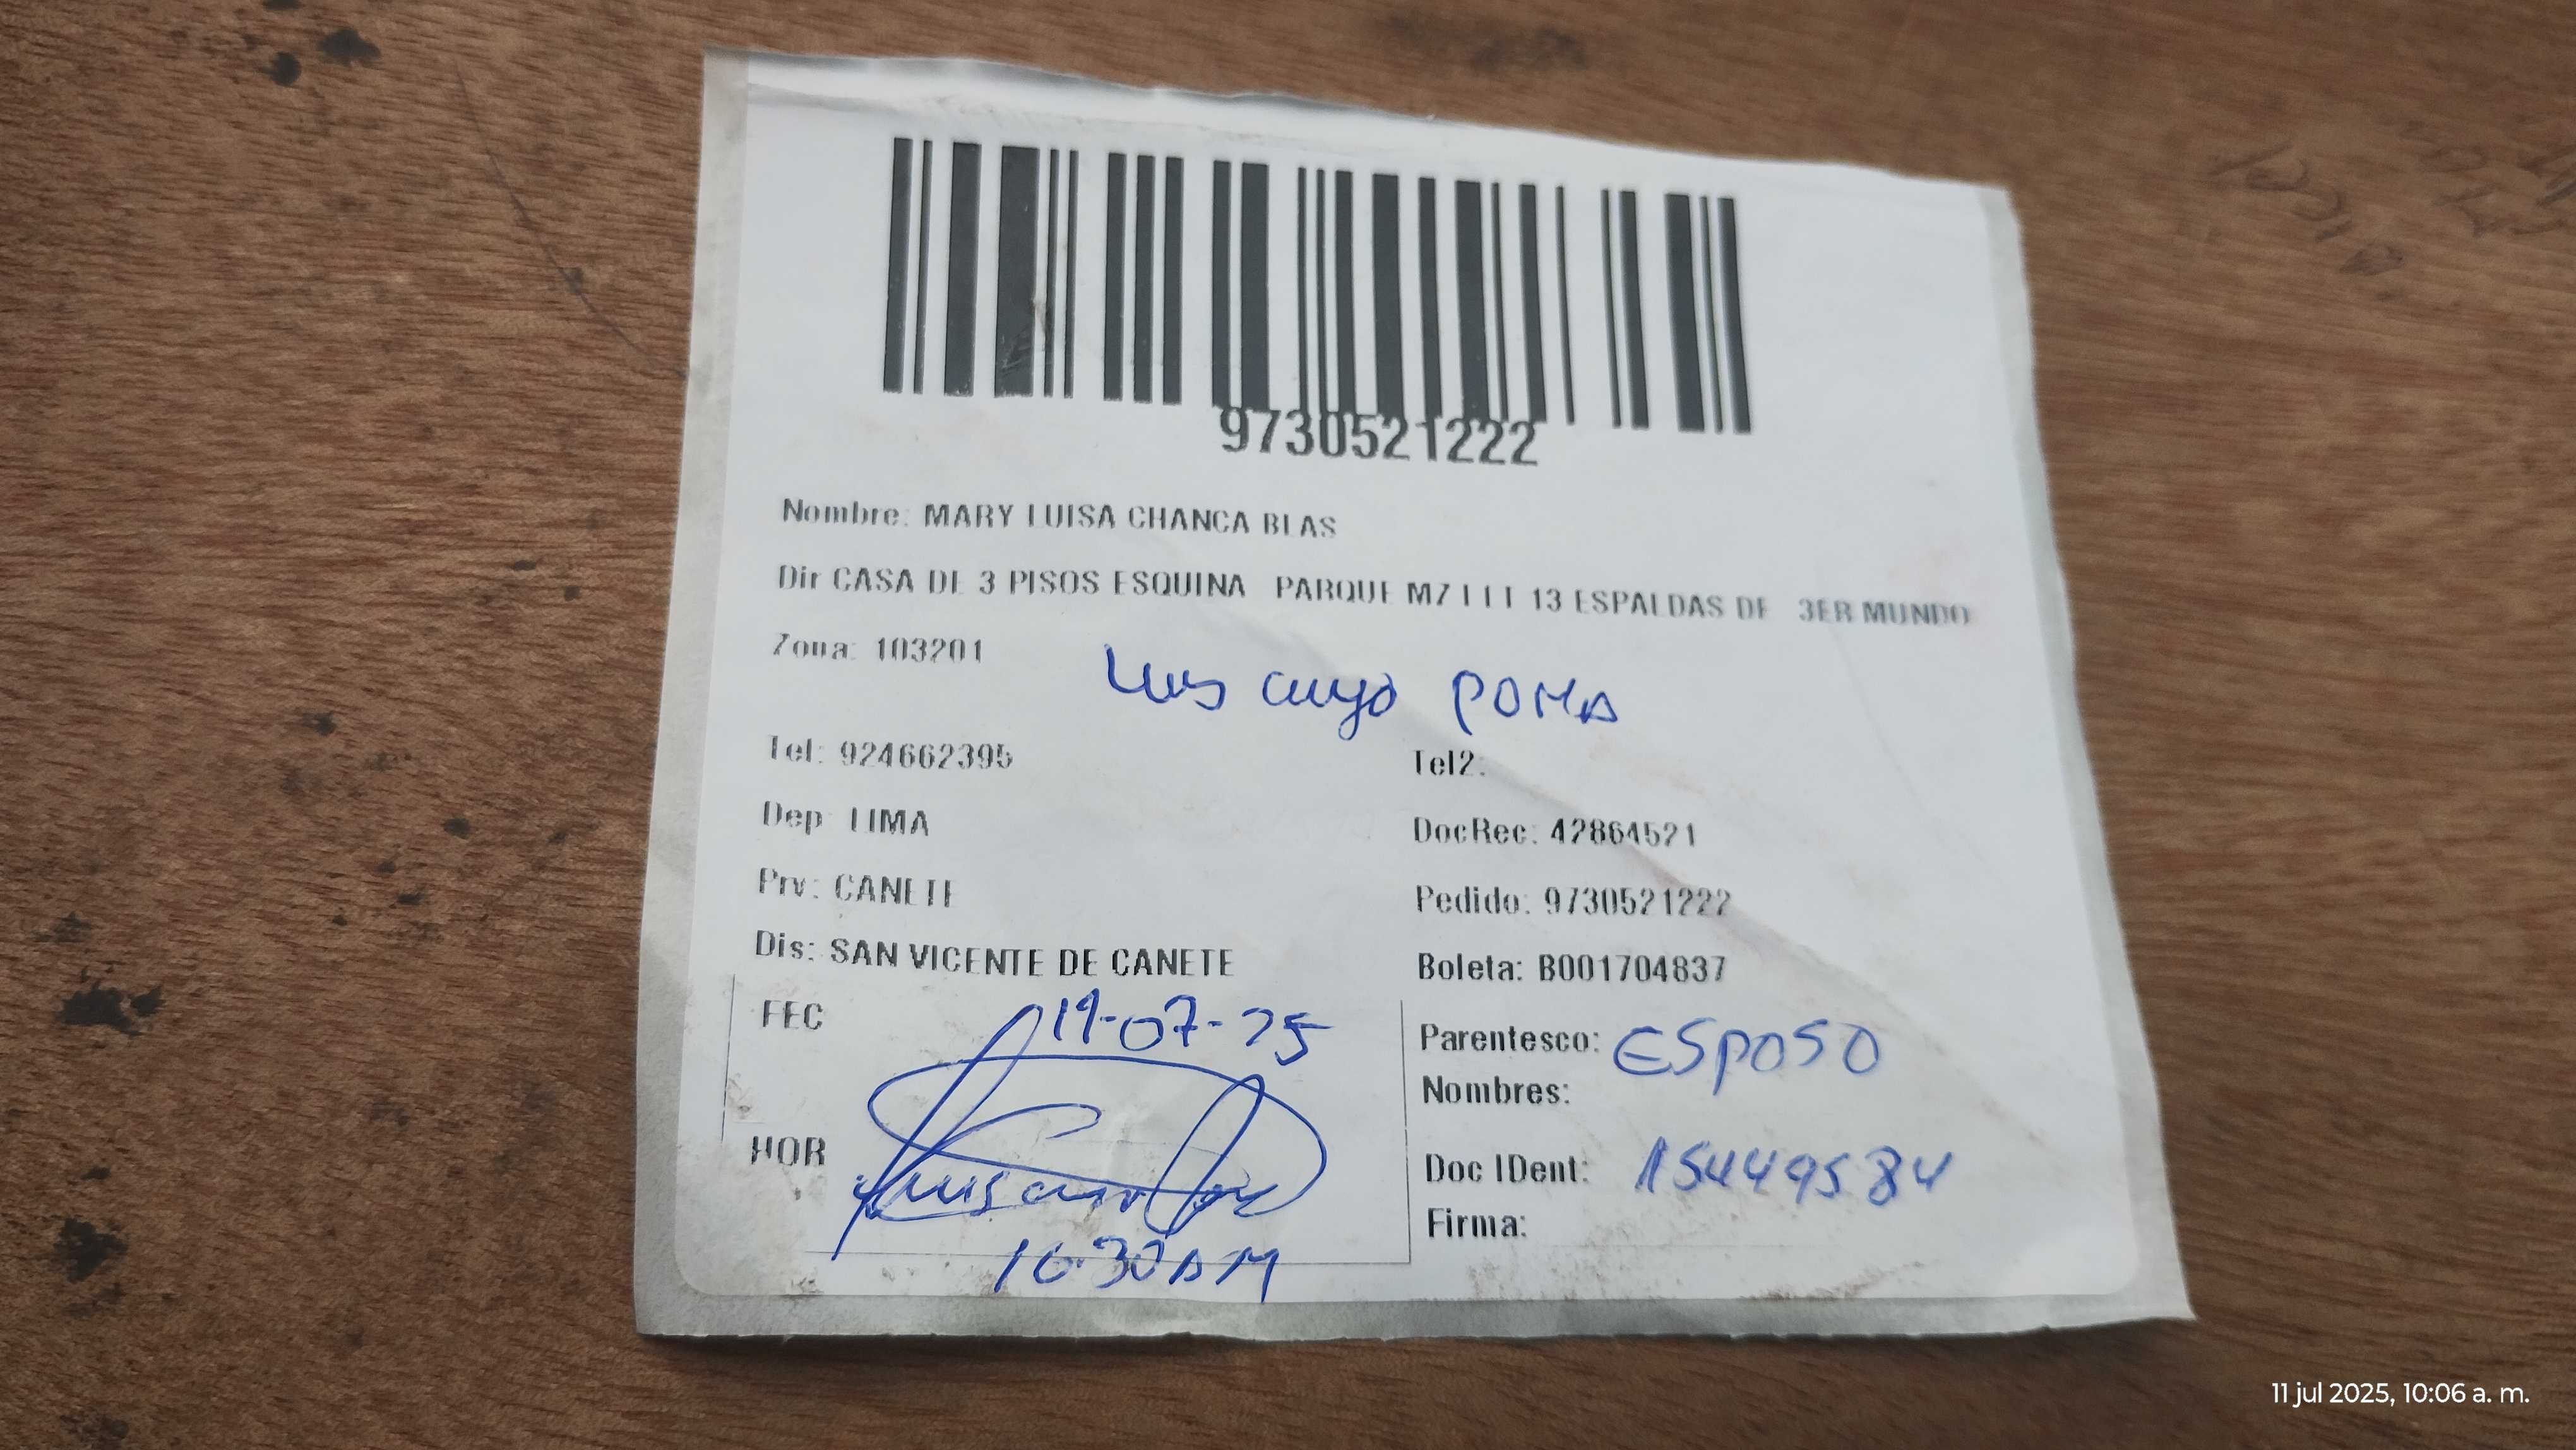 9730521222
Nombre: MARY LUISA CHANCA BLAS
Dir CASA DE 3 PISOS ESQUINA PARQUE MZ I LT 13 ESPALDAS DE 3ER MUNDO
Zona: 103201
Luis cuyo POMA
Tel: 924662395 Tel2:
Dep LIMA DocRec: 42864521
Prv: CANETE Pedido: 9730521222
Dis: SAN VICENTE DE CANETE Boleta: B001704837
FEC 11-07-25 Parentesco: ESPOSO
Nombres:
HOR Doc IDent: 15449584
Firma:
10:30 AM
11 jul 2025, 10:06 a. m.